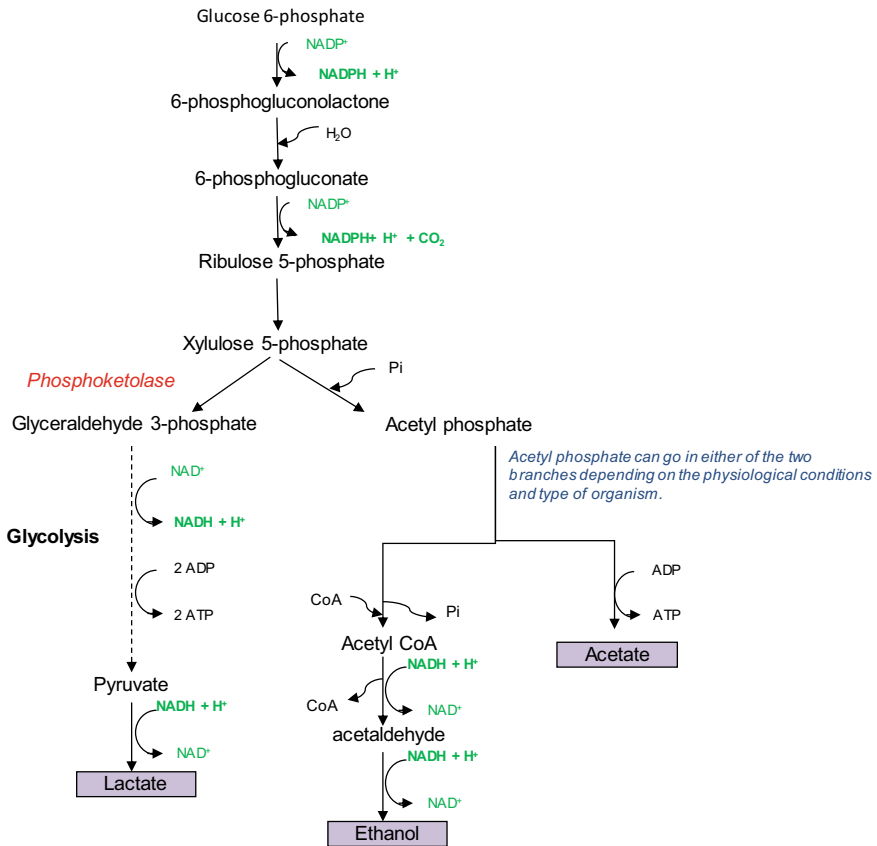 Glucose 6-phosphate
NADP⁺
NADPH + H⁺
6-phosphogluconolactone
H₂O
6-phosphogluconate
NADP⁺
NADPH+ H⁺ + CO₂
Ribulose 5-phosphate
Xylulose 5-phosphate
Pi
Phosphoketolase
Glyceraldehyde 3-phosphate
Acetyl phosphate
Acetyl phosphate can go in either of the two
branches depending on the physiological conditions
and type of organism.
NAD⁺
NADH + H⁺
Glycolysis
2 ADP
2 ATP
Pyruvate
NADH + H⁺
NAD⁺
Lactate
CoA
Pi
Acetyl CoA
NADH + H⁺
CoA
NAD⁺
acetaldehyde
NADH + H⁺
NAD⁺
Ethanol
ADP
ATP
Acetate